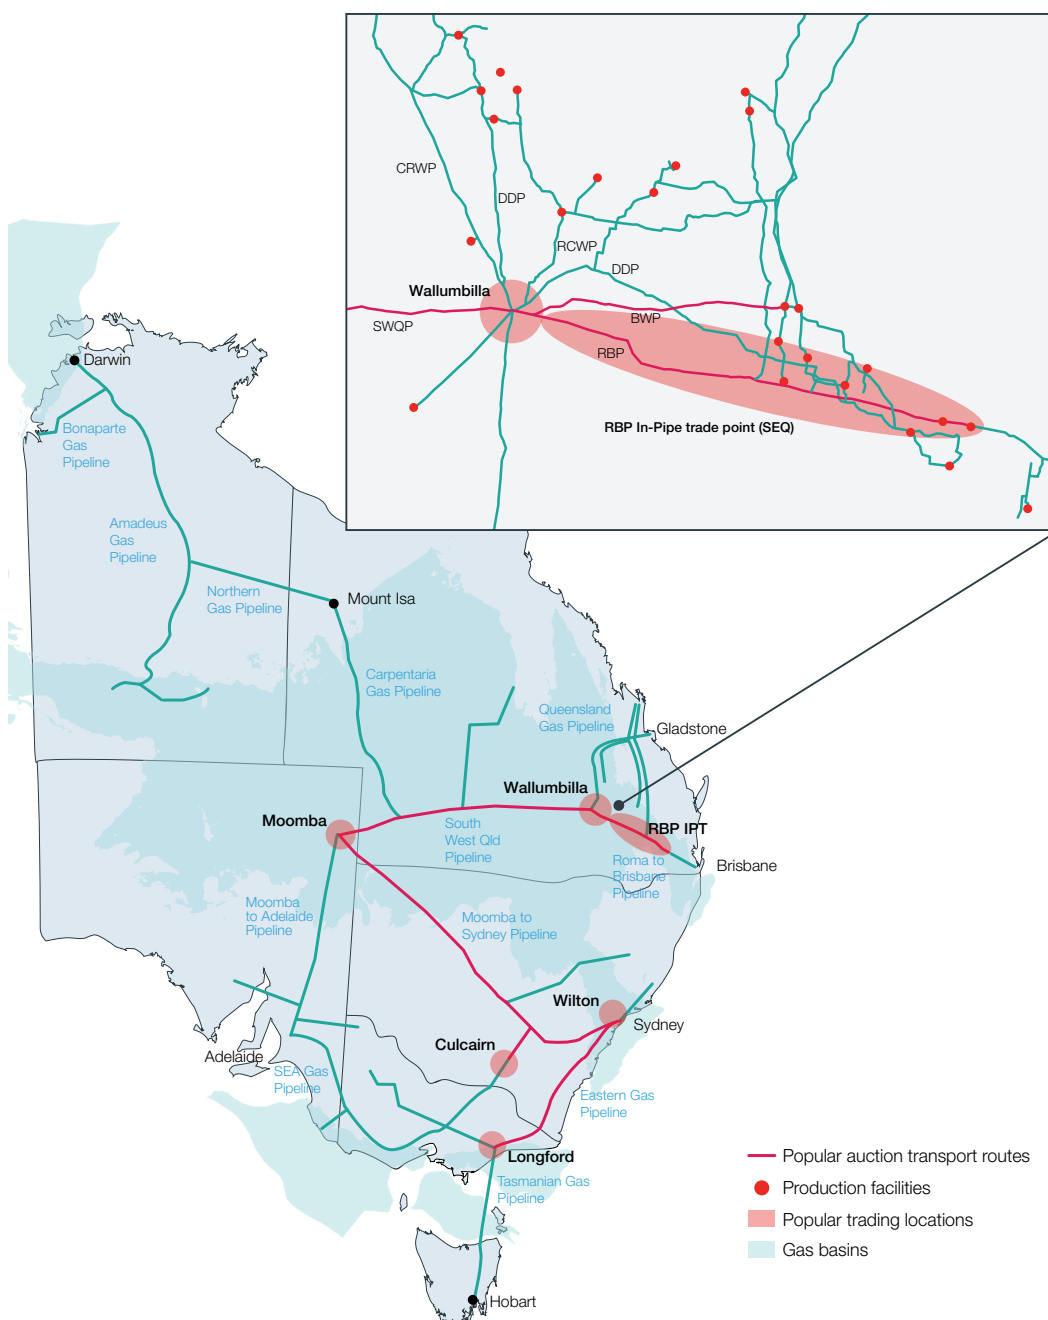 CRWP
DDP
RCWP
DDP
Wallumbilla
SWQP
BWP
RBP
RBP In-Pipe trade point (SEQ)
Darwin
Bonaparte
Gas
Pipeline
Amadeus
Gas
Pipeline
Northern
Gas Pipeline
Mount Isa
Carpentaria
Gas Pipeline
Queensland
Gas Pipeline
Gladstone
Wallumbilla
Moomba
South
West Qld
Pipeline
RBP IPT
Roma to
Brisbane
Pipeline
Brisbane
Moomba
to Adelaide
Pipeline
Moomba to
Sydney Pipeline
Wilton
Sydney
Culcairn
Adelaide
SEA Gas
Pipeline
Eastern Gas
Pipeline
Longford
Tasmanian Gas
Pipeline
Hobart
Popular auction transport routes
Production facilities
Popular trading locations
Gas basins